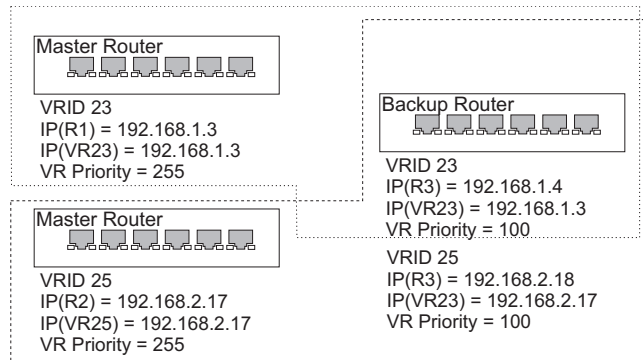 Master Router
VRID 23
IP(R1) = 192.168.1.3
IP(VR23) = 192.168.1.3
VR Priority = 255
Master Router
VRID 25
IP(R2) = 192.168.2.17
IP(VR25) = 192.168.2.17
VR Priority = 255
Backup Router
VRID 23
IP(R3) = 192.168.1.4
IP(VR23) = 192.168.1.3
VR Priority = 100
VRID 25
IP(R3) = 192.168.2.18
IP(VR23) = 192.168.2.17
VR Priority = 100